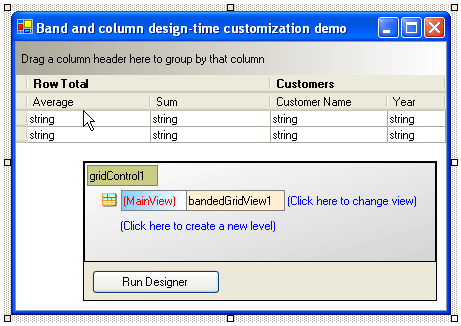 Band and column design-time customization demo
Drag a column header here to group by that column
Row Total Customers
Average Sum Customer Name Year
string string string string
string string string string
gridControl1
(MainView) bandedGridView1 (Click here to change view)
(Click here to create a new level)
Run Designer